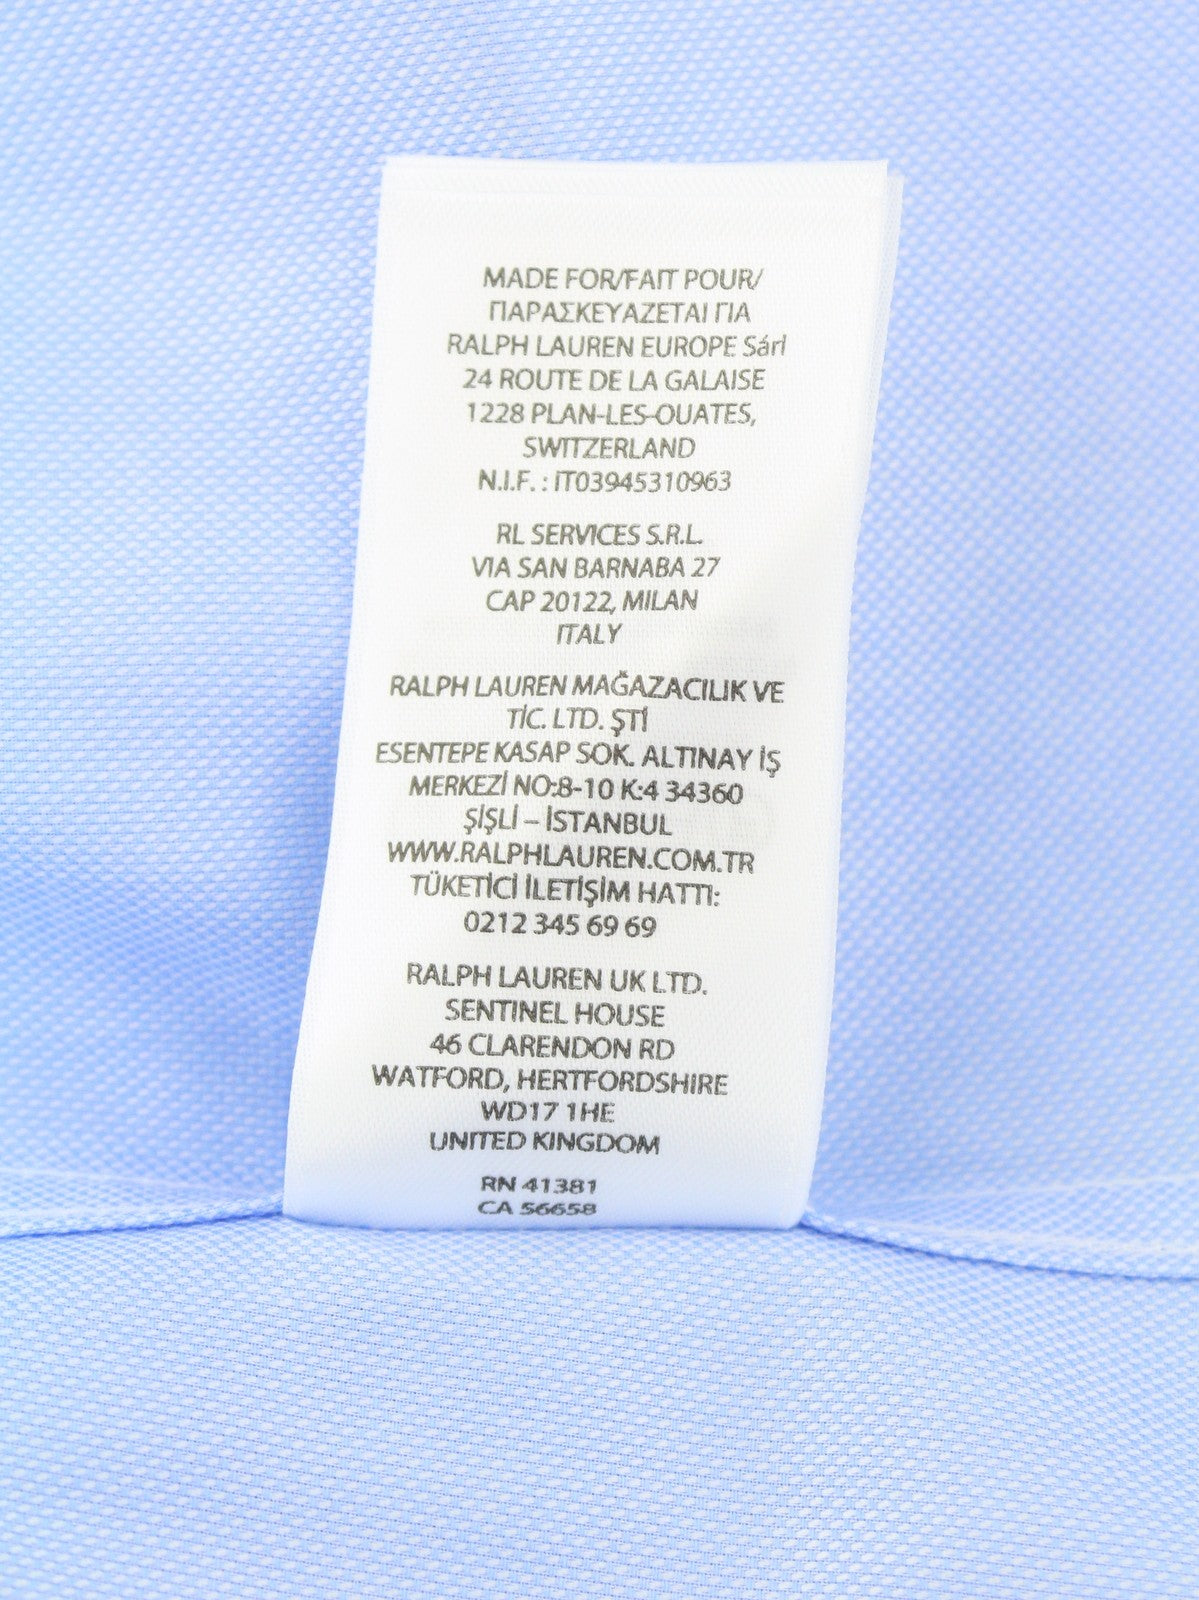 MADE FOR/FAIT POUR/
ΠΑΡΑΣΚΕΥΑΖΕΤΑΙ ΓΙΑ
RALPH LAUREN EUROPE Sárl
24 ROUTE DE LA GALAISE
1228 PLAN-LES-OUATES,
SWITZERLAND
N.I.F. : IT03945310963
RL SERVICES S.R.L.
VIA SAN BARNABA 27
CAP 20122, MILAN
ITALY
RALPH LAUREN MAĞAZACILIK VE
TİC. LTD. ŞTİ
ESENTEPE KASAP SOK. ALTINAY İŞ
MERKEZİ NO:8-10 K:4 34360
ŞİŞLİ – İSTANBUL
WWW.RALPHLAUREN.COM.TR
TÜKETİCİ İLETİŞİM HATTI:
0212 345 69 69
RALPH LAUREN UK LTD.
SENTINEL HOUSE
46 CLARENDON RD
WATFORD, HERTFORDSHIRE
WD17 1HE
UNITED KINGDOM
RN 41381
CA 56658